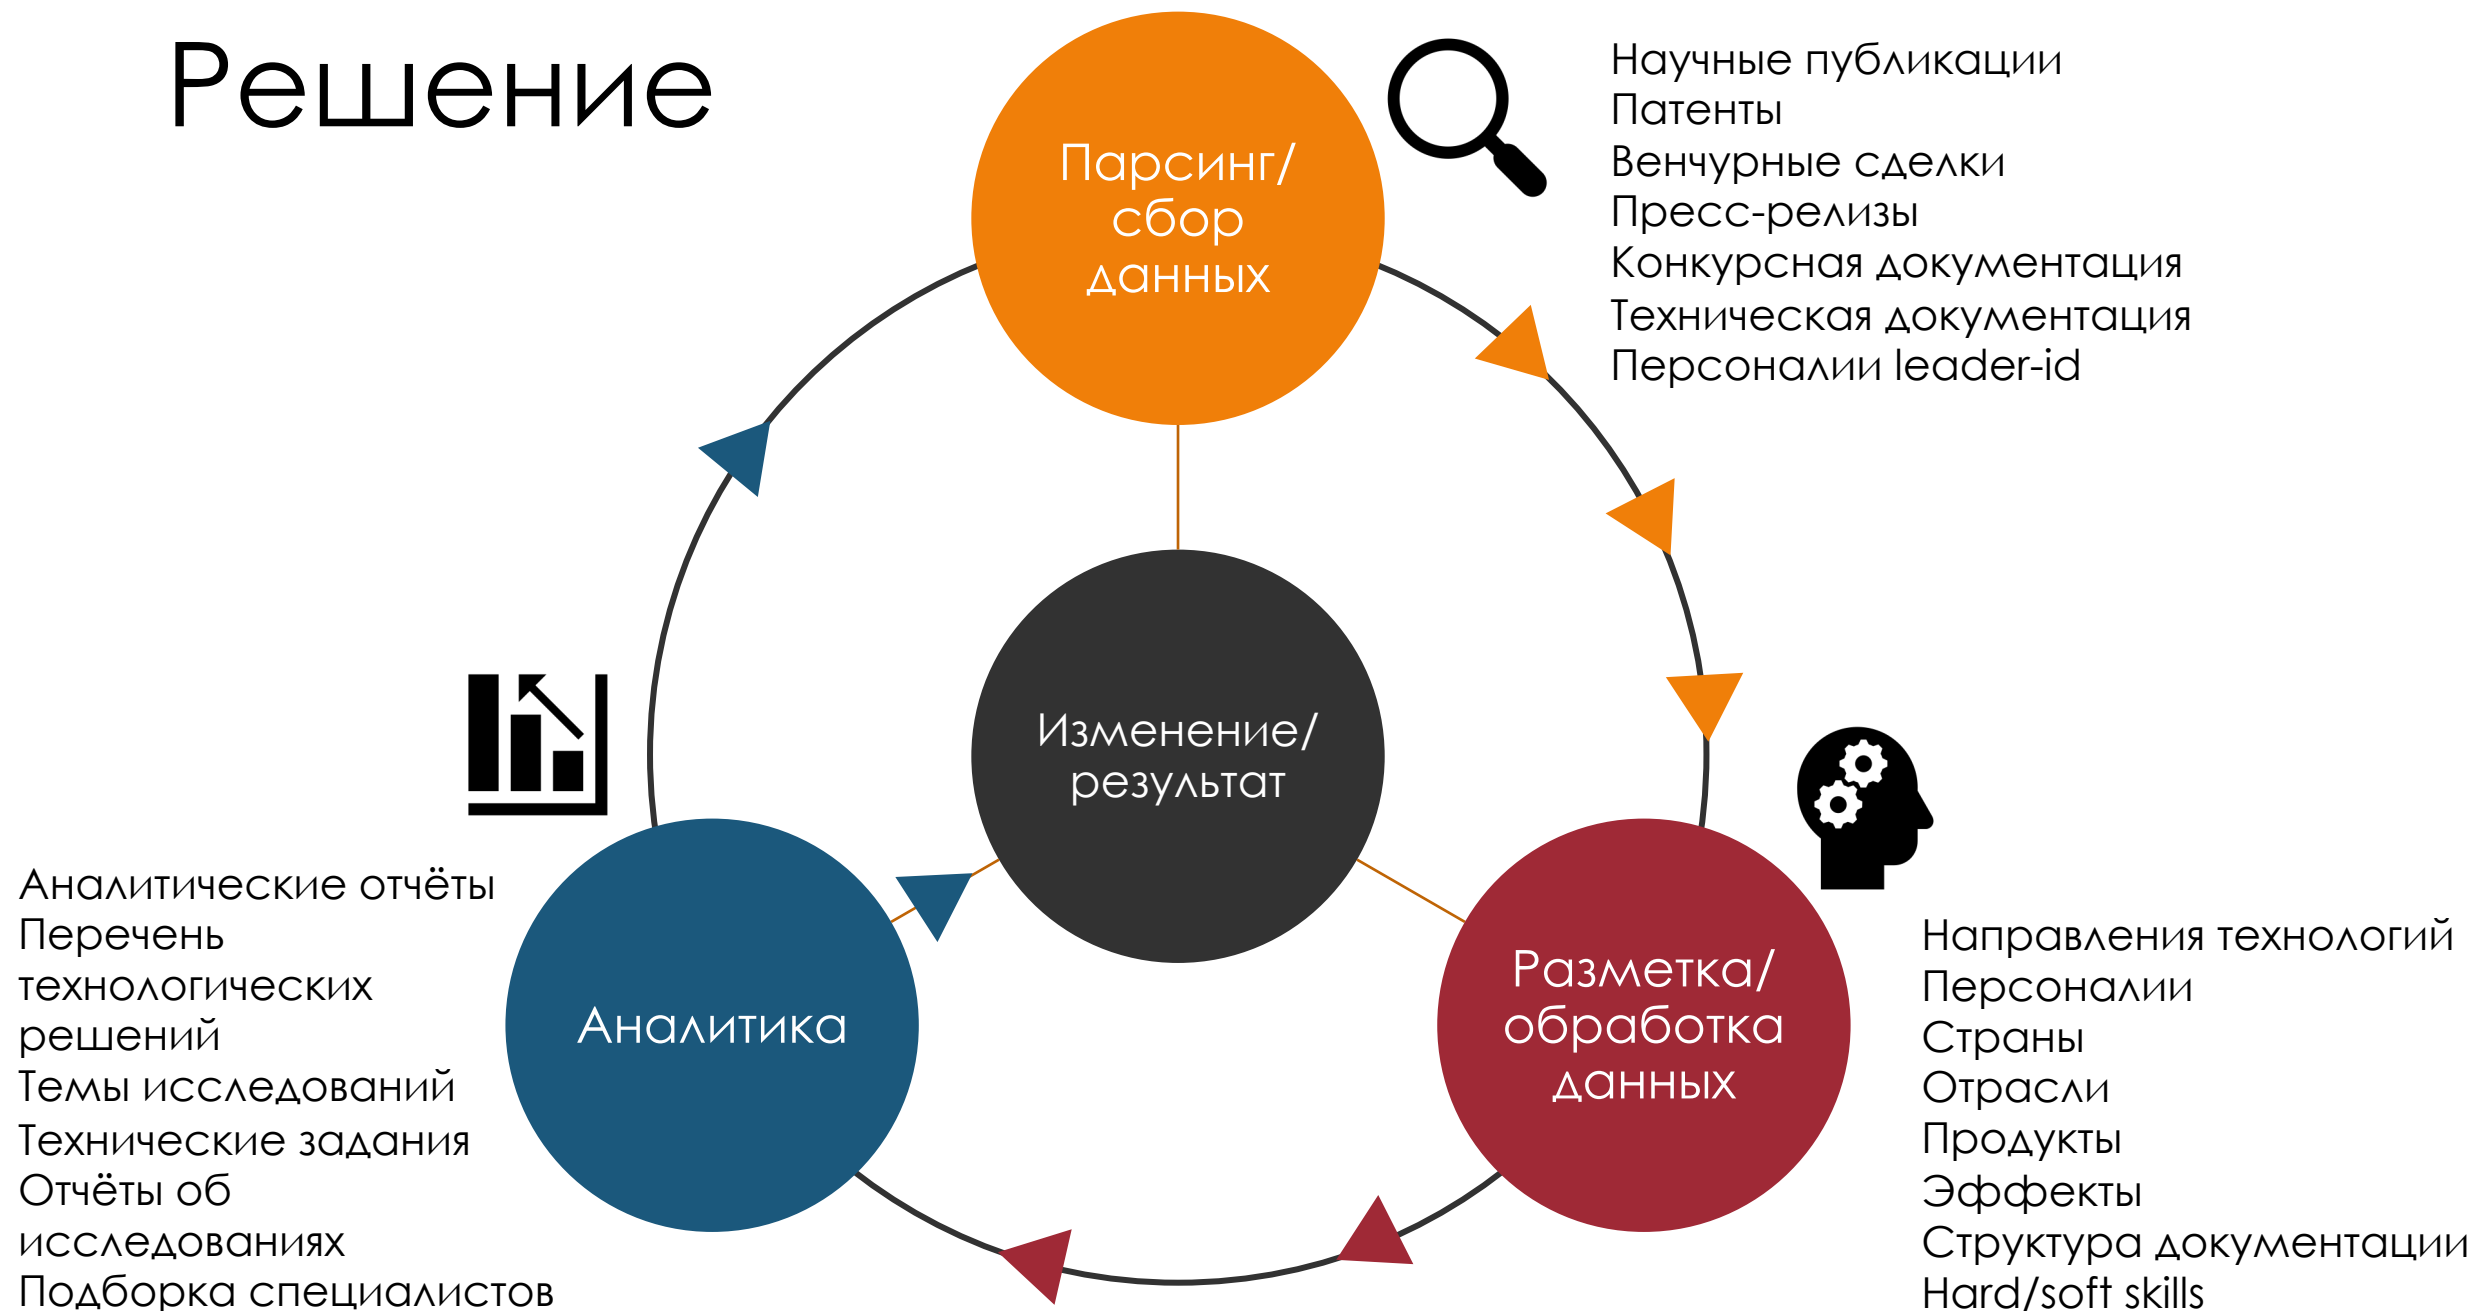 Решение
Парсинг/
сбор
данных
Научные публикации
Патенты
Венчурные сделки
Пресс-релизы
Конкурсная документация
Техническая документация
Персоналии leader-id
Изменение/
результат
Аналитические отчёты
Перечень
технологических
решений
Темы исследований
Технические задания
Отчёты об
исследованиях
Подборка специалистов
Аналитика
Разметка/
обработка
данных
Направления технологий
Персоналии
Страны
Отрасли
Продукты
Эффекты
Структура документации
Hard/soft skills